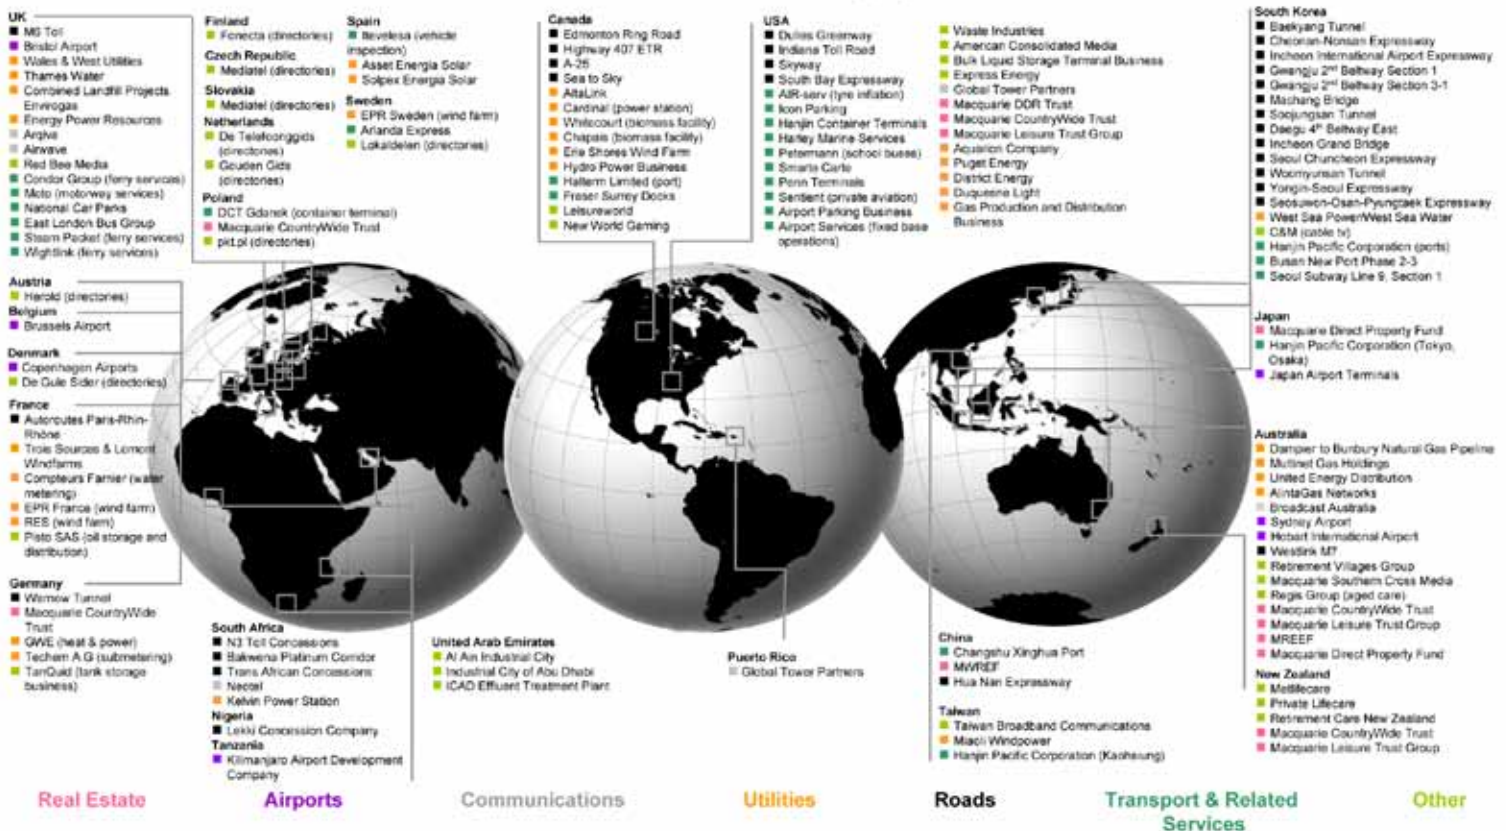 UK
M6 Toll
Bristol Airport
Wales & West Utilities
Thames Water
Combined Landfill Projects
Envirogas
Energy Power Resources
Arqiva
Airwave
Red Bee Media
Condor Group (ferry services)
Moto (motorway services)
National Car Parks
East London Bus Group
Steam Packet (ferry services)
Wightlink (ferry services)
Austria
Herold (directories)
Belgium
Brussels Airport
Denmark
Copenhagen Airports
De Gule Sider (directories)
France
Autoroutes Paris-Rhin-
Rhône
Trois Sources & Lomont
Windfarms
Compteurs Farnier (water
metering)
EPR France (wind farm)
RES (wind farm)
Pisto SAS (oil storage and
distribution)
Germany
Warnow Tunnel
Macquarie CountryWide
Trust
GWE (heat & power)
Techem A G (submetering)
TanQuid (tank storage
business)
Finland
Fonecta (directories)
Czech Republic
Mediatel (directories)
Slovakia
Mediatel (directories)
Netherlands
De Telefoongids
(directories)
Gouden Gids
(directories)
Poland
DCT Gdansk (container terminal)
Macquarie CountryWide Trust
pkt.pl (directories)
Spain
Itevelesa (vehicle
inspection)
Asset Energia Solar
Solpex Energia Solar
Sweden
EPR Sweden (wind farm)
Arlanda Express
Lokaldelen (directories)
Canada
Edmonton Ring Road
Highway 407 ETR
A-25
Sea to Sky
AltaLink
Cardinal (power station)
Whitecourt (biomass facility)
Chapais (biomass facility)
Erie Shores Wind Farm
Hydro Power Business
Halterm Limited (port)
Fraser Surrey Docks
Leisureworld
New World Gaming
USA
Dulles Greenway
Indiana Toll Road
Skyway
South Bay Expressway
AIR-serv (tyre inflation)
Icon Parking
Hanjin Container Terminals
Harley Marine Services
Petermann (school buses)
Smarte Carte
Penn Terminals
Sentient (private aviation)
Airport Parking Business
Airport Services (fixed base
operations)
Waste Industries
American Consolidated Media
Bulk Liquid Storage Terminal Business
Express Energy
Global Tower Partners
Macquarie DDR Trust
Macquarie CountryWide Trust
Macquarie Leisure Trust Group
Aquarion Company
Puget Energy
District Energy
Duquesne Light
Gas Production and Distribution
Business
South Korea
Baekyang Tunnel
Cheonan-Nonsan Expressway
Incheon International Airport Expressway
Gwangju 2nd Beltway Section 1
Gwangju 2nd Beltway Section 3-1
Machang Bridge
Soojungsan Tunnel
Daegu 4th Beltway East
Incheon Grand Bridge
Seoul Chuncheon Expressway
Woomyunsan Tunnel
Yongin-Seoul Expressway
Seosuwon-Osan-Pyungtaek Expressway
West Sea Power/West Sea Water
C&M (cable tv)
Hanjin Pacific Corporation (ports)
Busan New Port Phase 2-3
Seoul Subway Line 9, Section 1
Japan
Macquarie Direct Property Fund
Hanjin Pacific Corporation (Tokyo,
Osaka)
Japan Airport Terminals
Australia
Dampier to Bunbury Natural Gas Pipeline
Multinet Gas Holdings
United Energy Distribution
AlintaGas Networks
Broadcast Australia
Sydney Airport
Hobart International Airport
Westlink M7
Retirement Villages Group
Macquarie Southern Cross Media
Regis Group (aged care)
Macquarie CountryWide Trust
Macquarie Leisure Trust Group
MREEF
Macquarie Direct Property Fund
New Zealand
Metlifecare
Private Lifecare
Retirement Care New Zealand
Macquarie CountryWide Trust
Macquarie Leisure Trust Group
South Africa
N3 Toll Concessions
Bakwena Platinum Corridor
Trans African Concessions
Neotel
Kelvin Power Station
Nigeria
Lekki Concession Company
Tanzania
Kilimanjaro Airport Development
Company
United Arab Emirates
Al Ain Industrial City
Industrial City of Abu Dhabi
ICAD Effluent Treatment Plant
Puerto Rico
Global Tower Partners
China
Changshu Xinghua Port
MWREF
Hua Nan Expressway
Taiwan
Taiwan Broadband Communications
Miaoli Windpower
Hanjin Pacific Corporation (Kaohsiung)
Real Estate
Airports
Communications
Utilities
Roads
Transport & Related
Services
Other